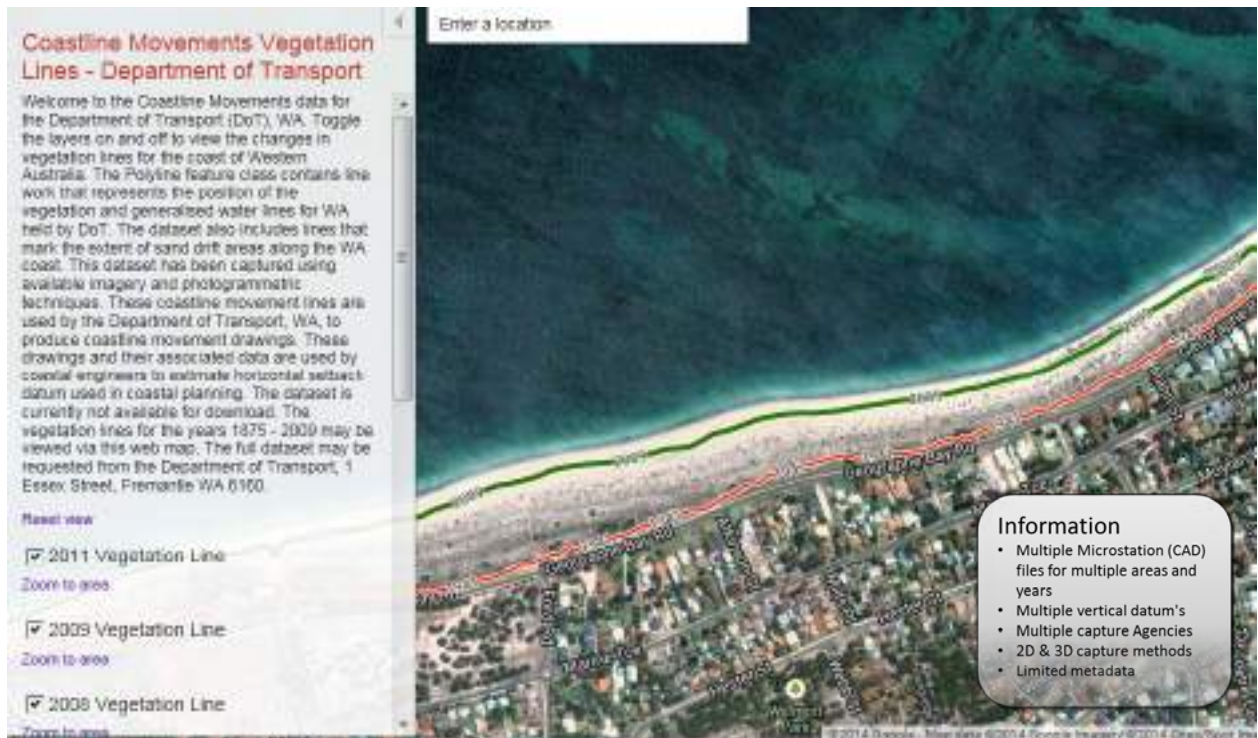 Coastline Movements Vegetation
Lines - Department of Transport
Welcome to the Coastline Movements data for
the Department of Transport (DoT), WA. Toggle
the layers on and off to view the changes in
vegetation lines for the coast of Western
Australia. The Polyline feature class contains line
work that represents the position of the
vegetation and generalised water lines for WA
held by DoT. The dataset also includes lines that
mark the extent of sand drift areas along the WA
coast. This dataset has been captured using
available imagery and photogrammetric
techniques. These coastline movement lines are
used by the Department of Transport, WA, to
produce coastline movement drawings. These
drawings and their associated data are used by
coastal engineers to estimate horizontal setback
datum used in coastal planning. The dataset is
currently not available for download. The
vegetation lines for the years 1875 - 2009 may be
viewed via this web map. The full dataset may be
requested from the Department of Transport, 1
Essex Street, Fremantle WA 6160.
Reset view
2011 Vegetation Line
Zoom to area
2009 Vegetation Line
Zoom to area
2008 Vegetation Line
Zoom to area
Enter a location
Geographe Bay Rd
Information
• Multiple Microstation (CAD)
files for multiple areas and
years
• Multiple vertical datum's
• Multiple capture Agencies
• 2D & 3D capture methods
• Limited metadata